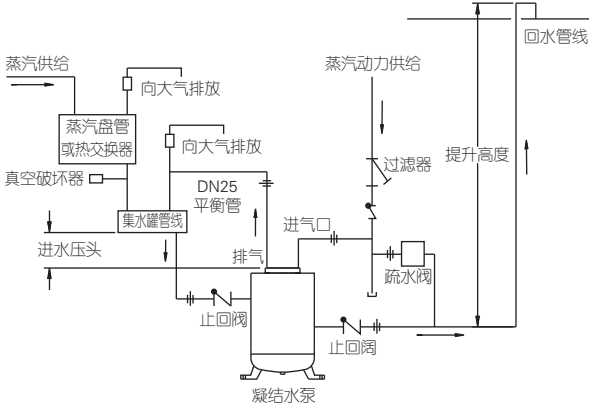 回水管线
蒸汽供给
蒸汽动力供给
向大气排放
蒸汽盘管
或热交换器
向大气排放
提升高度
过滤器
真空破坏器
DN25
平衡管
集水罐管线
进气口
进水压头
排气
疏水阀
止回阀
止回阔
凝结水泵